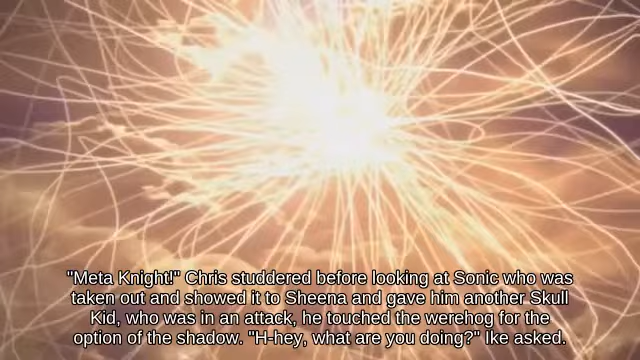 "Meta Knight!" Chris studdered before looking at Sonic who was
taken out and showed it to Sheena and gave him another Skull
Kid, who was in an attack, he touched the werehog for the
option of the shadow. "H-hey, what are you doing?" Ike asked.